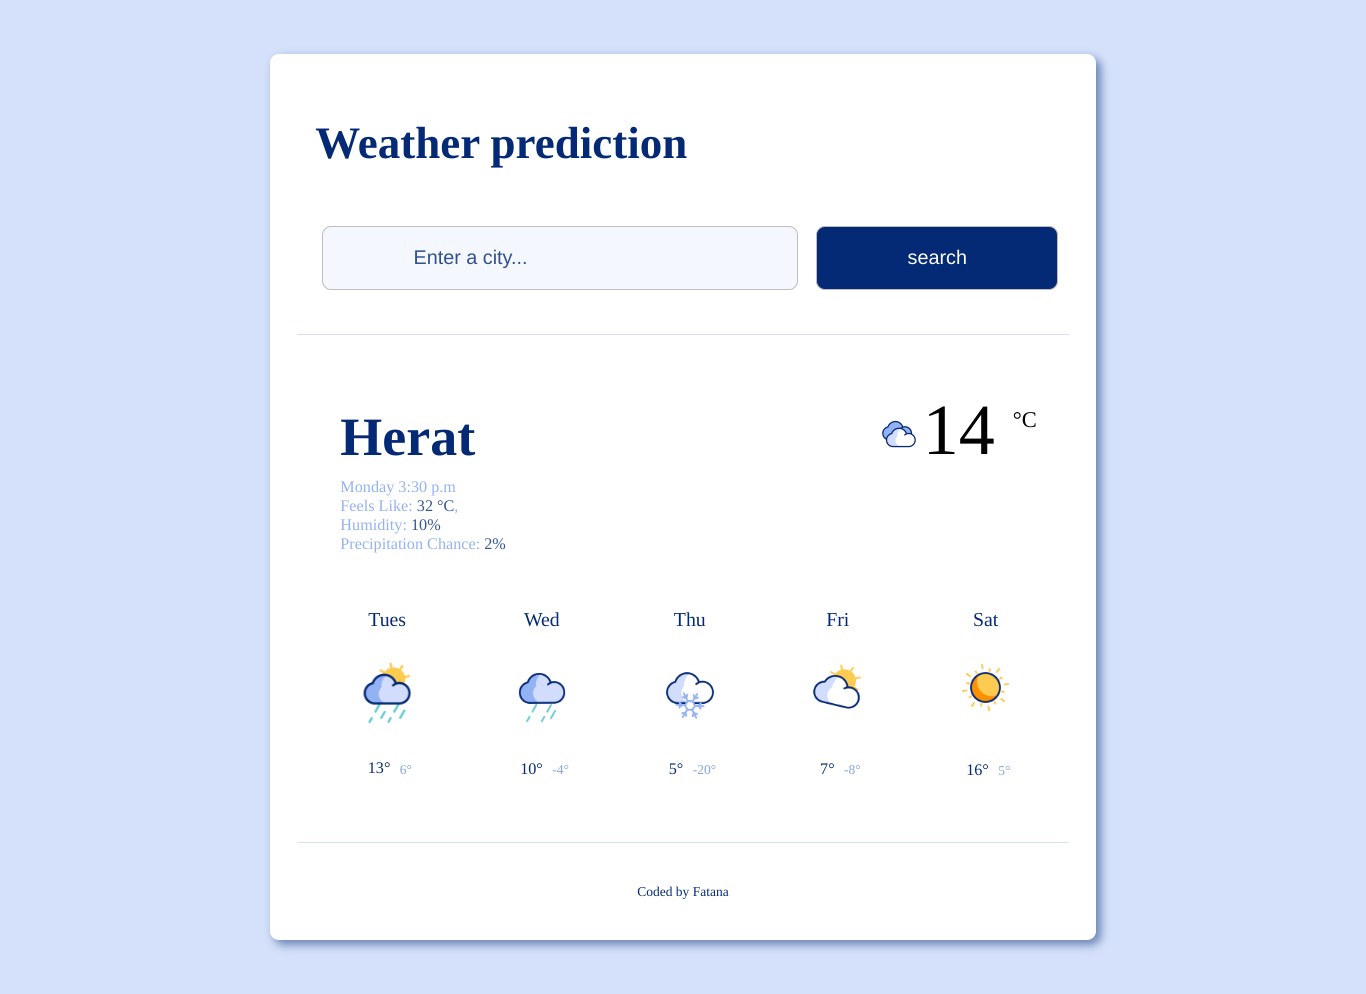 Weather prediction
Enter a city...
search
Herat
14 °C
Monday 3:30 p.m
Feels Like: 32 °C,
Humidity: 10%
Precipitation Chance: 2%
Tues Wed Thu Fri Sat
13° 6° 10° -4° 5° -20° 7° -8° 16° 5°
Coded by Fatana